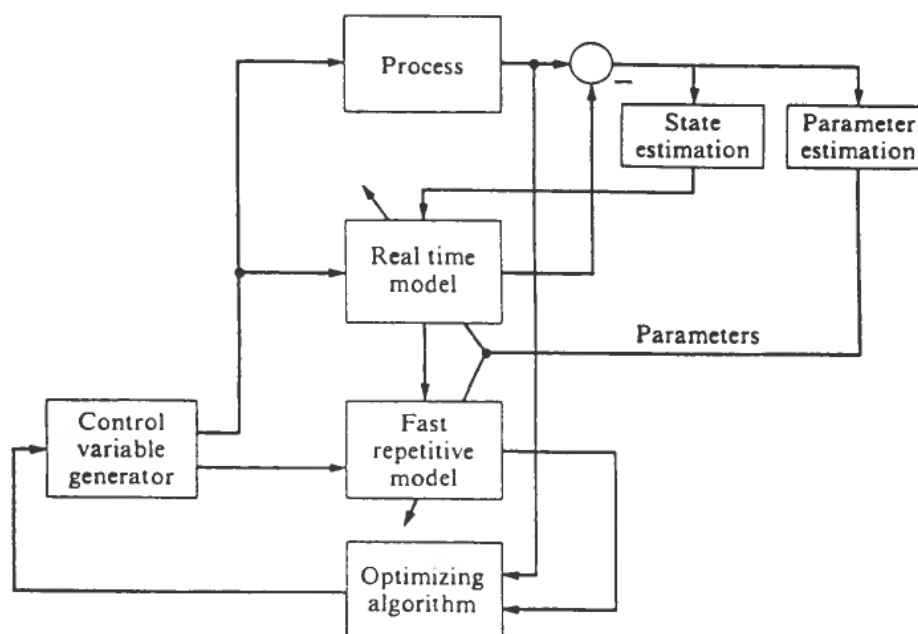 Process
−
State
estimation
Parameter
estimation
Real time
model
Parameters
Control
variable
generator
Fast
repetitive
model
Optimizing
algorithm